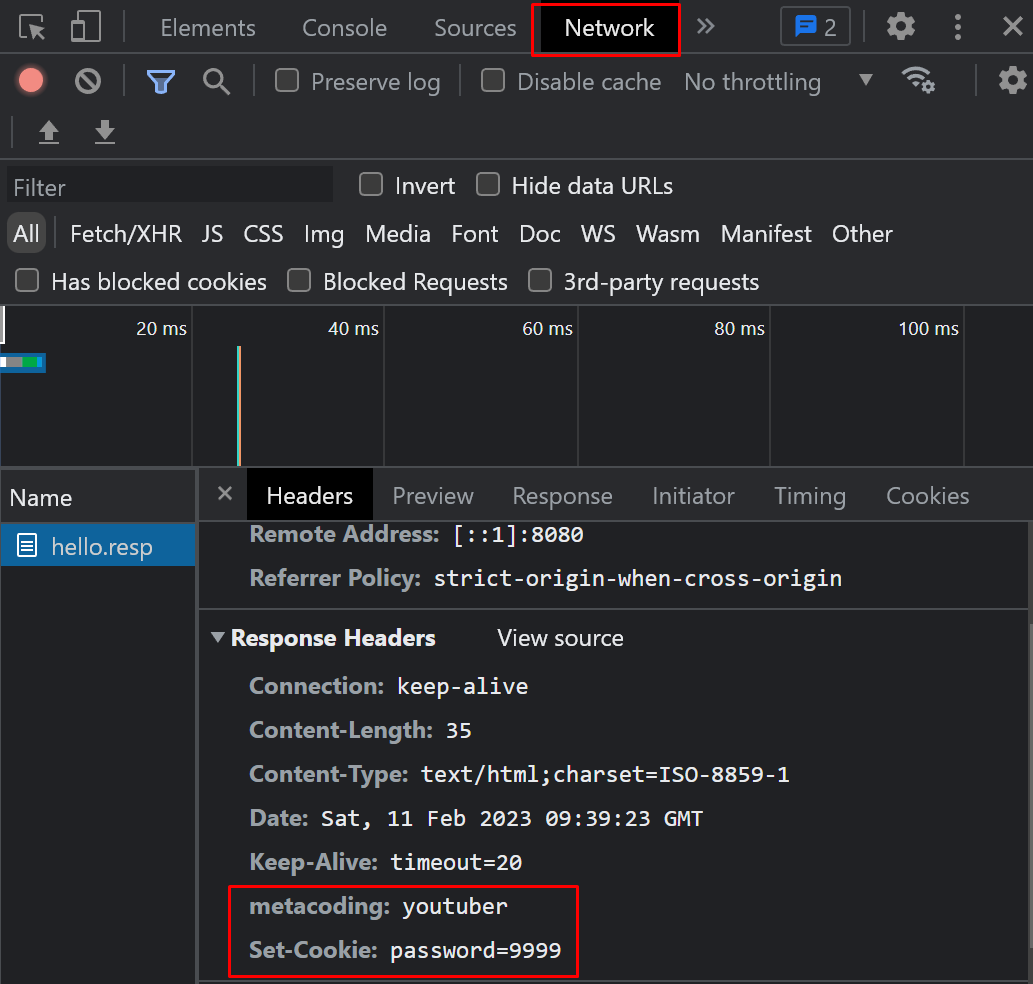 Elements Console Sources Network 2
Preserve log Disable cache No throttling
Filter Invert Hide data URLs
All Fetch/XHR JS CSS Img Media Font Doc WS Wasm Manifest Other
Has blocked cookies Blocked Requests 3rd-party requests
20 ms 40 ms 60 ms 80 ms 100 ms
Name Headers Preview Response Initiator Timing Cookies
hello.resp
Remote Address: [::1]:8080
Referrer Policy: strict-origin-when-cross-origin
Response Headers View source
Connection: keep-alive
Content-Length: 35
Content-Type: text/html;charset=ISO-8859-1
Date: Sat, 11 Feb 2023 09:39:23 GMT
Keep-Alive: timeout=20
metacoding: youtuber
Set-Cookie: password=9999